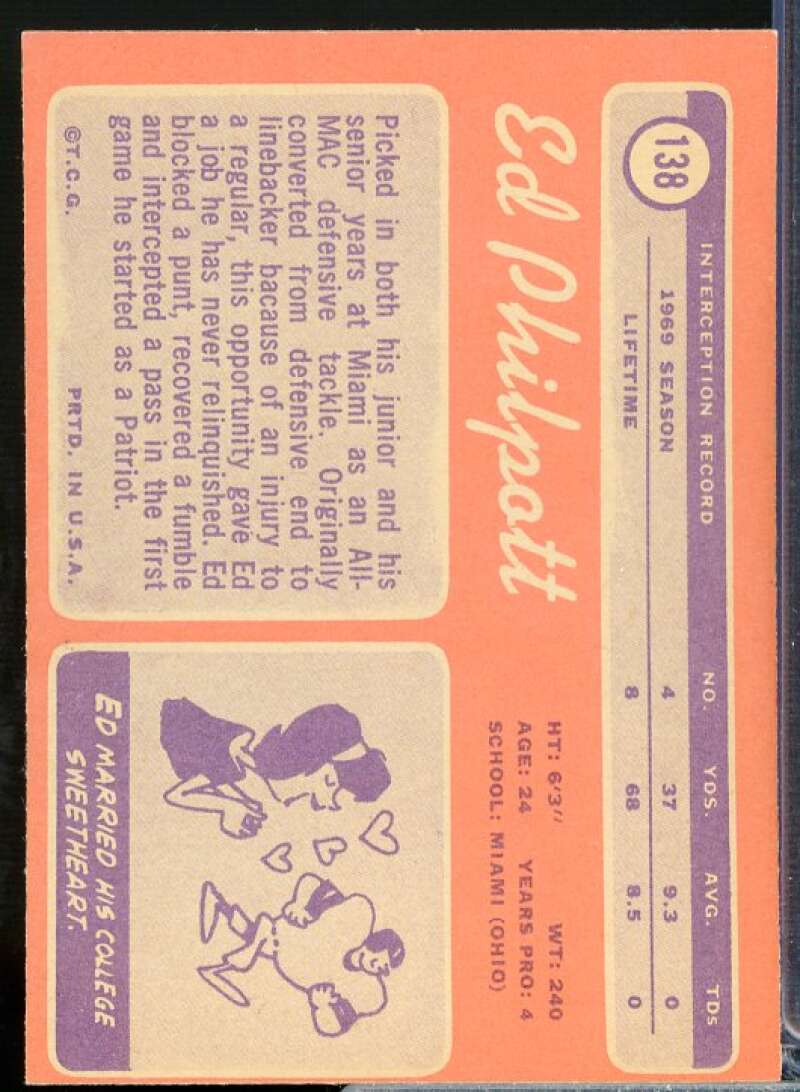 138
INTERCEPTION RECORD NO. YDS. AVG. TDs
1969 SEASON 4 37 9.3 0
LIFETIME 8 68 8.5 0
Ed Philpott
HT: 6'3" WT: 240
AGE: 24 YEARS PRO: 4
SCHOOL: MIAMI (OHIO)
Picked in both his junior and his
senior years at Miami as an All-
MAC defensive tackle. Originally
converted from defensive end to
linebacker bacause of an injury to
a regular, this opportunity gave Ed
a job he has never relinquished. Ed
blocked a punt, recovered a fumble
and intercepted a pass in the first
game he started as a Patriot.
©T.C.G. PRTD. IN U.S.A.
ED MARRIED HIS COLLEGE
SWEETHEART.